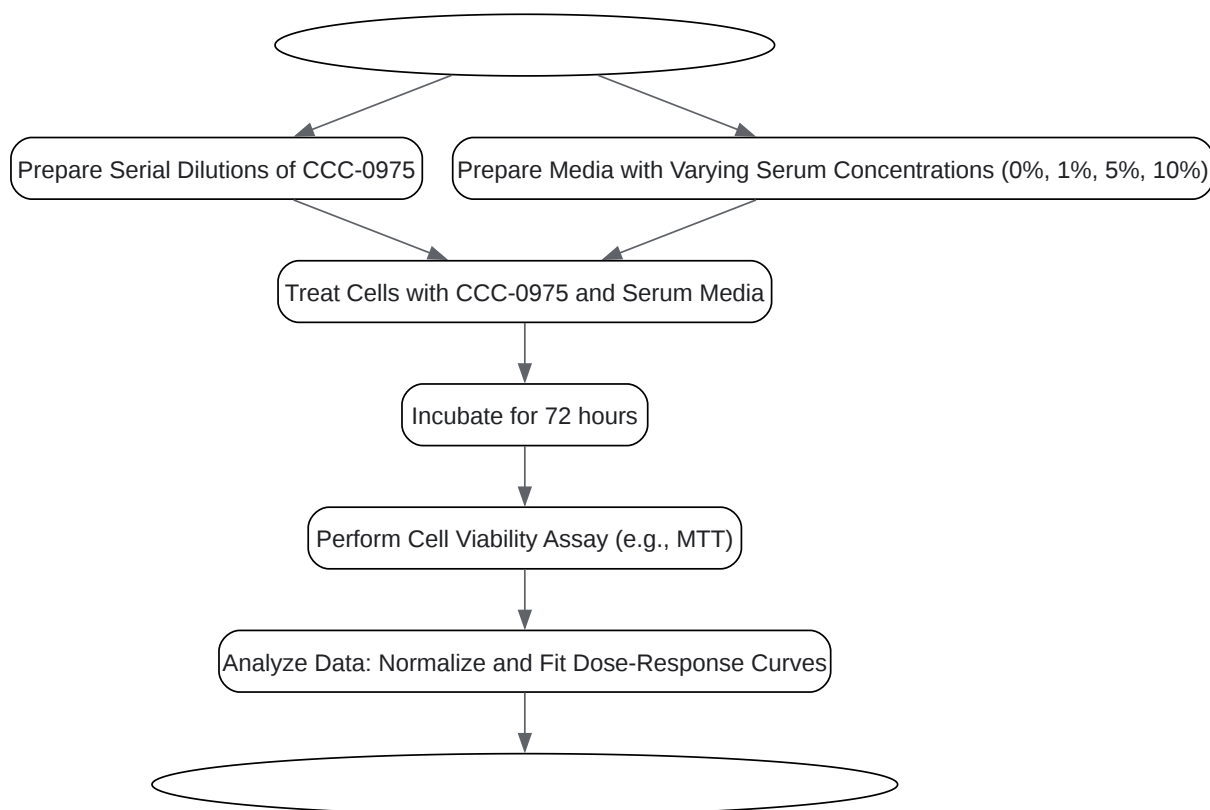 Prepare Serial Dilutions of CCC-0975
Prepare Media with Varying Serum Concentrations (0%, 1%, 5%, 10%)
Treat Cells with CCC-0975 and Serum Media
Incubate for 72 hours
Perform Cell Viability Assay (e.g., MTT)
Analyze Data: Normalize and Fit Dose-Response Curves